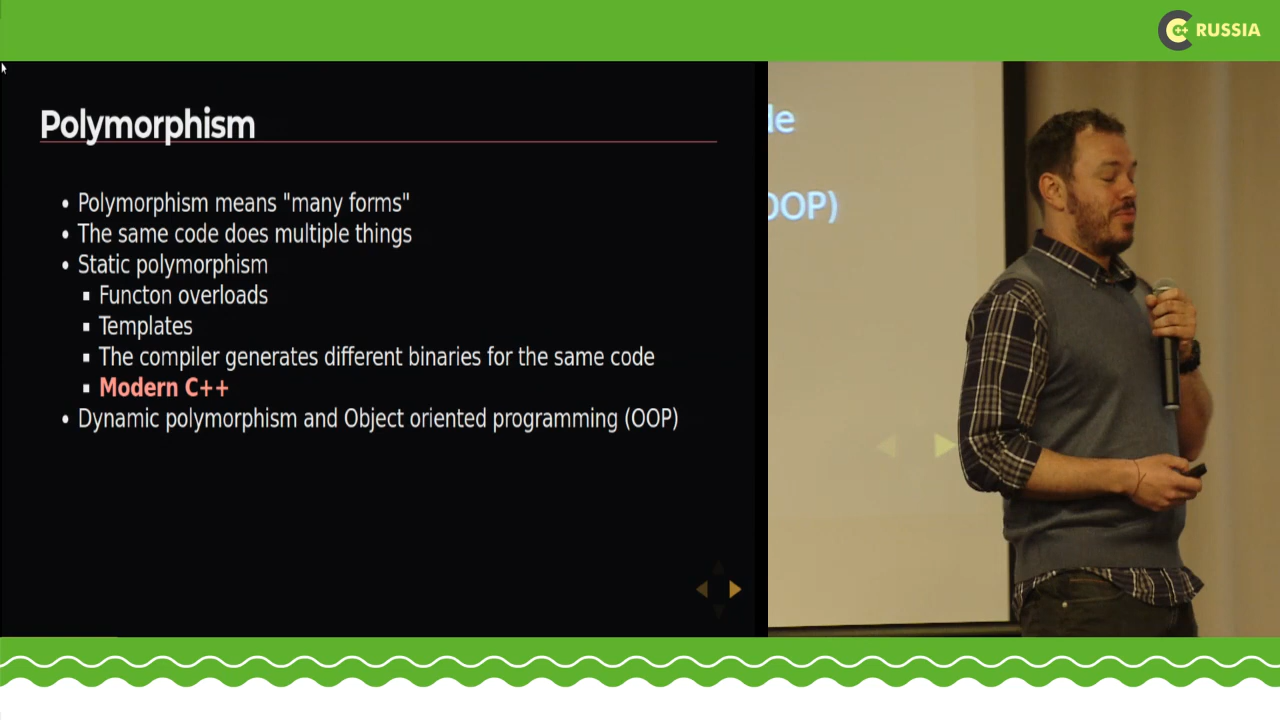 C++ RUSSIA
Polymorphism
• Polymorphism means "many forms"
• The same code does multiple things
• Static polymorphism
▪ Functon overloads
▪ Templates
▪ The compiler generates different binaries for the same code
▪ Modern C++
• Dynamic polymorphism and Object oriented programming (OOP)
de
OOP)